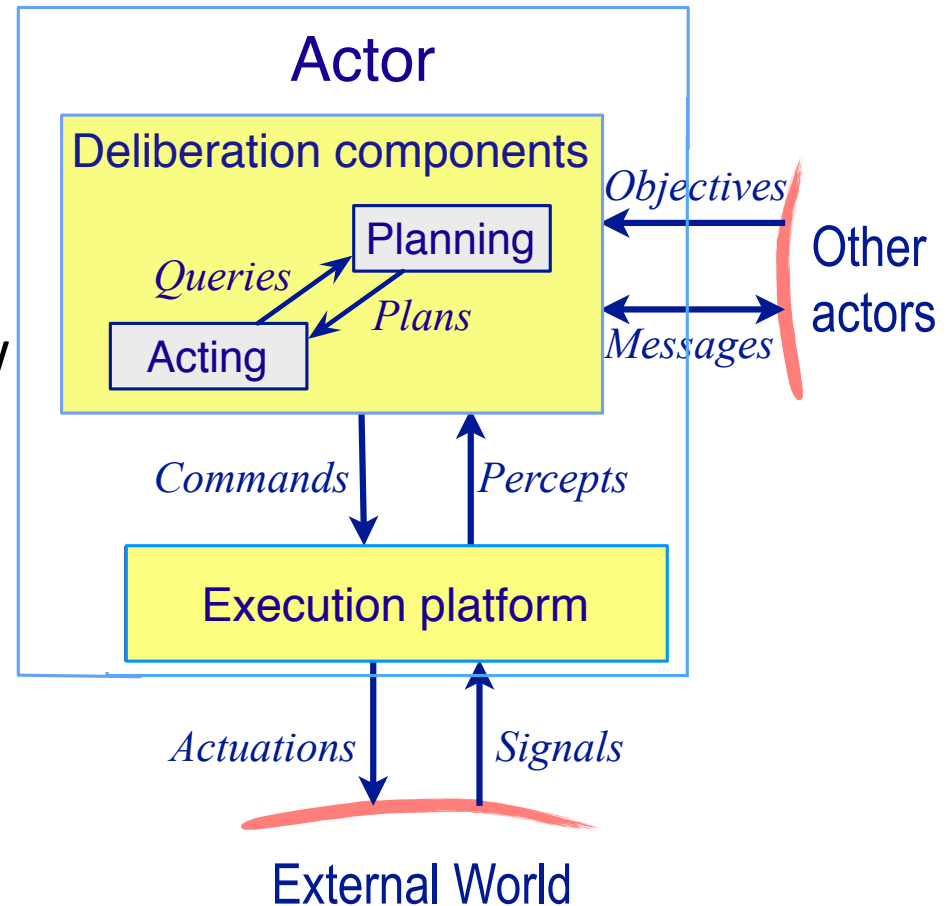 Actor
Deliberation components
Objectives
Planning
Other
actors
Queries
Plans
Messages
Acting
Commands
Percepts
Execution platform
Actuations
Signals
External World